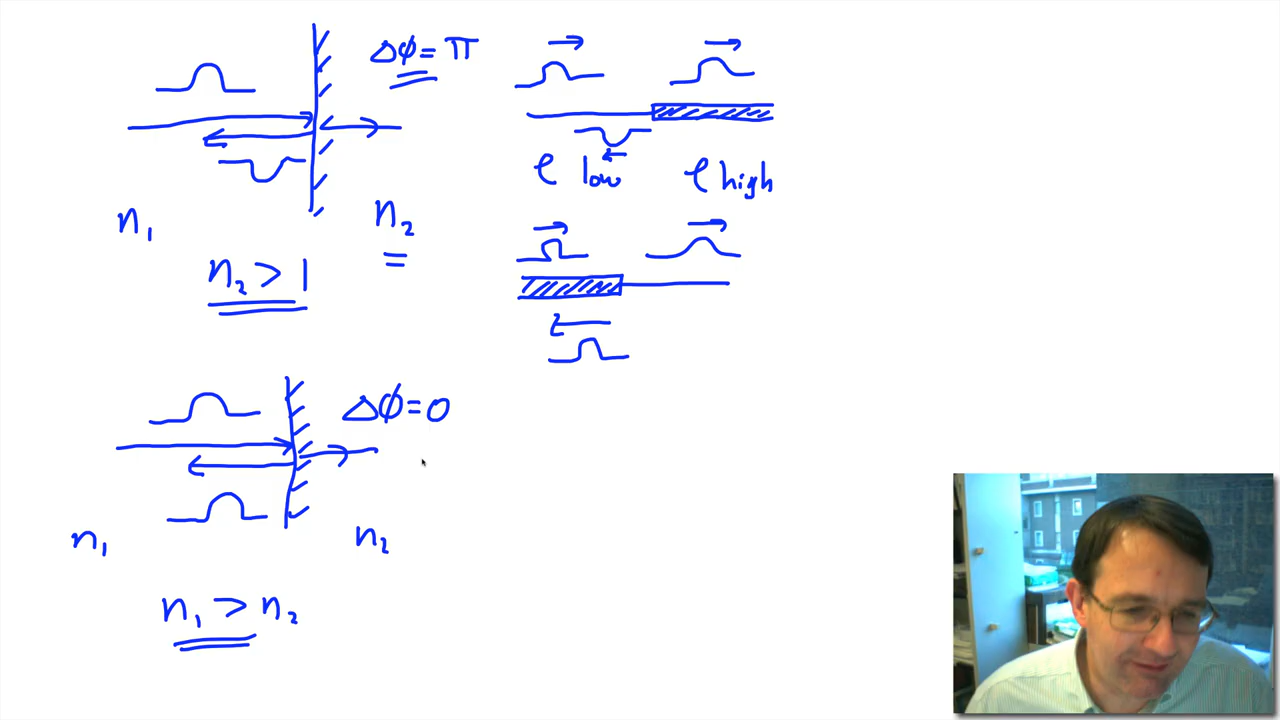 Δϕ = π
n₁
n₂
n₂ > 1
ρ low
ρ high
Δϕ = 0
n₁
n₂
n₁ > n₂